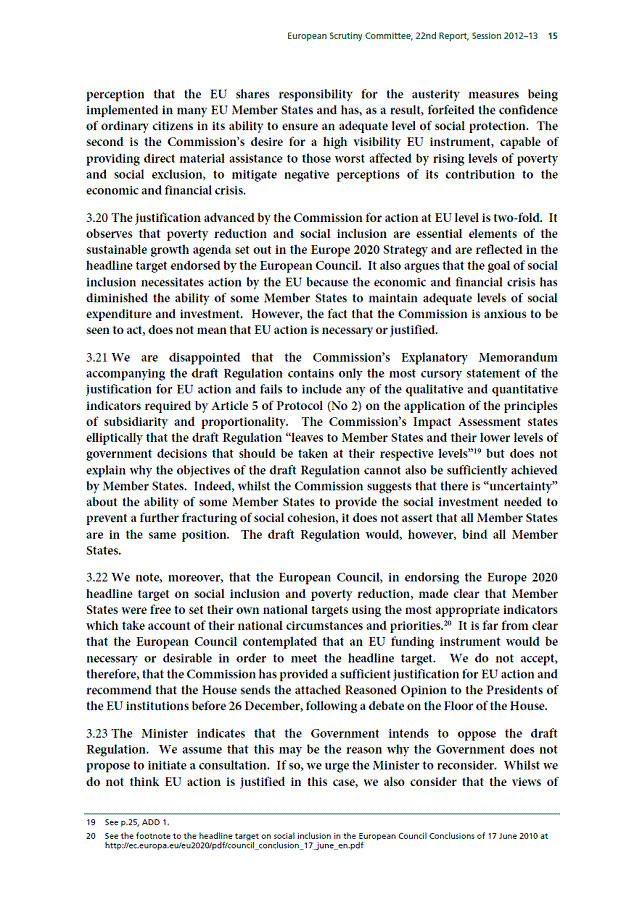 European Scrutiny Committee, 22nd Report, Session 2012–13 15
perception that the EU shares responsibility for the austerity measures being
implemented in many EU Member States and has, as a result, forfeited the confidence
of ordinary citizens in its ability to ensure an adequate level of social protection. The
second is the Commission’s desire for a high visibility EU instrument, capable of
providing direct material assistance to those worst affected by rising levels of poverty
and social exclusion, to mitigate negative perceptions of its contribution to the
economic and financial crisis.
3.20 The justification advanced by the Commission for action at EU level is two-fold. It
observes that poverty reduction and social inclusion are essential elements of the
sustainable growth agenda set out in the Europe 2020 Strategy and are reflected in the
headline target endorsed by the European Council. It also argues that the goal of social
inclusion necessitates action by the EU because the economic and financial crisis has
diminished the ability of some Member States to maintain adequate levels of social
expenditure and investment. However, the fact that the Commission is anxious to be
seen to act, does not mean that EU action is necessary or justified.
3.21 We are disappointed that the Commission’s Explanatory Memorandum
accompanying the draft Regulation contains only the most cursory statement of the
justification for EU action and fails to include any of the qualitative and quantitative
indicators required by Article 5 of Protocol (No 2) on the application of the principles
of subsidiarity and proportionality. The Commission’s Impact Assessment states
elliptically that the draft Regulation “leaves to Member States and their lower levels of
government decisions that should be taken at their respective levels”19 but does not
explain why the objectives of the draft Regulation cannot also be sufficiently achieved
by Member States. Indeed, whilst the Commission suggests that there is “uncertainty”
about the ability of some Member States to provide the social investment needed to
prevent a further fracturing of social cohesion, it does not assert that all Member States
are in the same position. The draft Regulation would, however, bind all Member
States.
3.22 We note, moreover, that the European Council, in endorsing the Europe 2020
headline target on social inclusion and poverty reduction, made clear that Member
States were free to set their own national targets using the most appropriate indicators
which take account of their national circumstances and priorities.20 It is far from clear
that the European Council contemplated that an EU funding instrument would be
necessary or desirable in order to meet the headline target. We do not accept,
therefore, that the Commission has provided a sufficient justification for EU action and
recommend that the House sends the attached Reasoned Opinion to the Presidents of
the EU institutions before 26 December, following a debate on the Floor of the House.
3.23 The Minister indicates that the Government intends to oppose the draft
Regulation. We assume that this may be the reason why the Government does not
propose to initiate a consultation. If so, we urge the Minister to reconsider. Whilst we
do not think EU action is justified in this case, we also consider that the views of
19 See p.25, ADD 1.
20 See the footnote to the headline target on social inclusion in the European Council Conclusions of 17 June 2010 at
http://ec.europa.eu/eu2020/pdf/council_conclusion_17_june_en.pdf